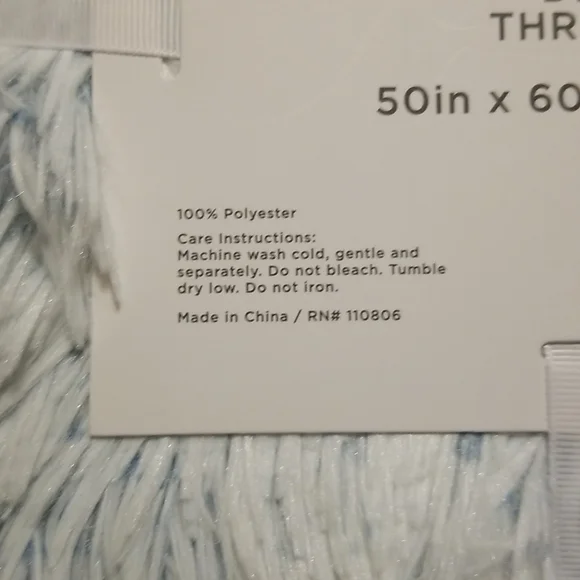 THR
50in x 60
100% Polyester
Care Instructions:
Machine wash cold, gentle and
separately. Do not bleach. Tumble
dry low. Do not iron.
Made in China / RN# 110806